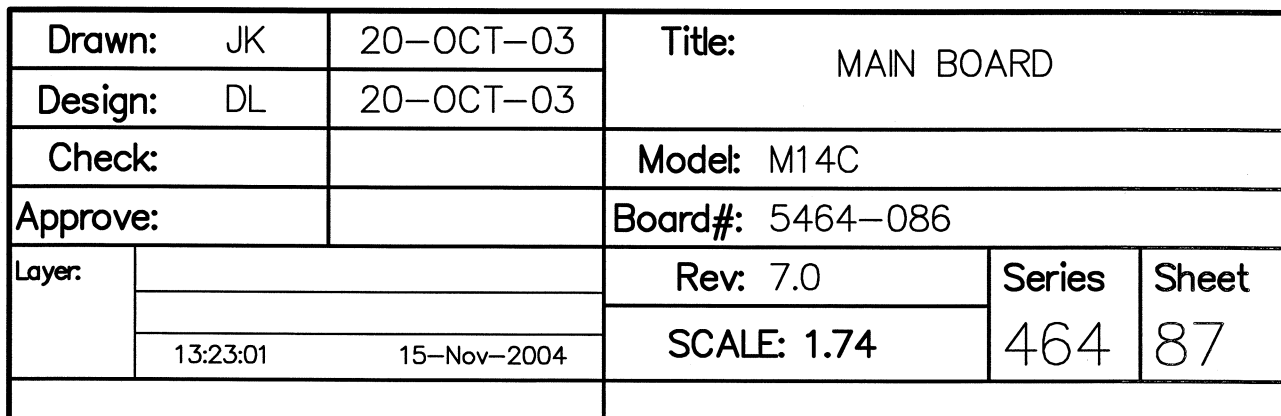 Drawn: JK 20-OCT-03
Title: MAIN BOARD
Design: DL 20-OCT-03
Check:
Model: M14C
Approve:
Board#: 5464-086
Layer:
Rev: 7.0
Series Sheet
SCALE: 1.74
464 87
13:23:01 15-Nov-2004